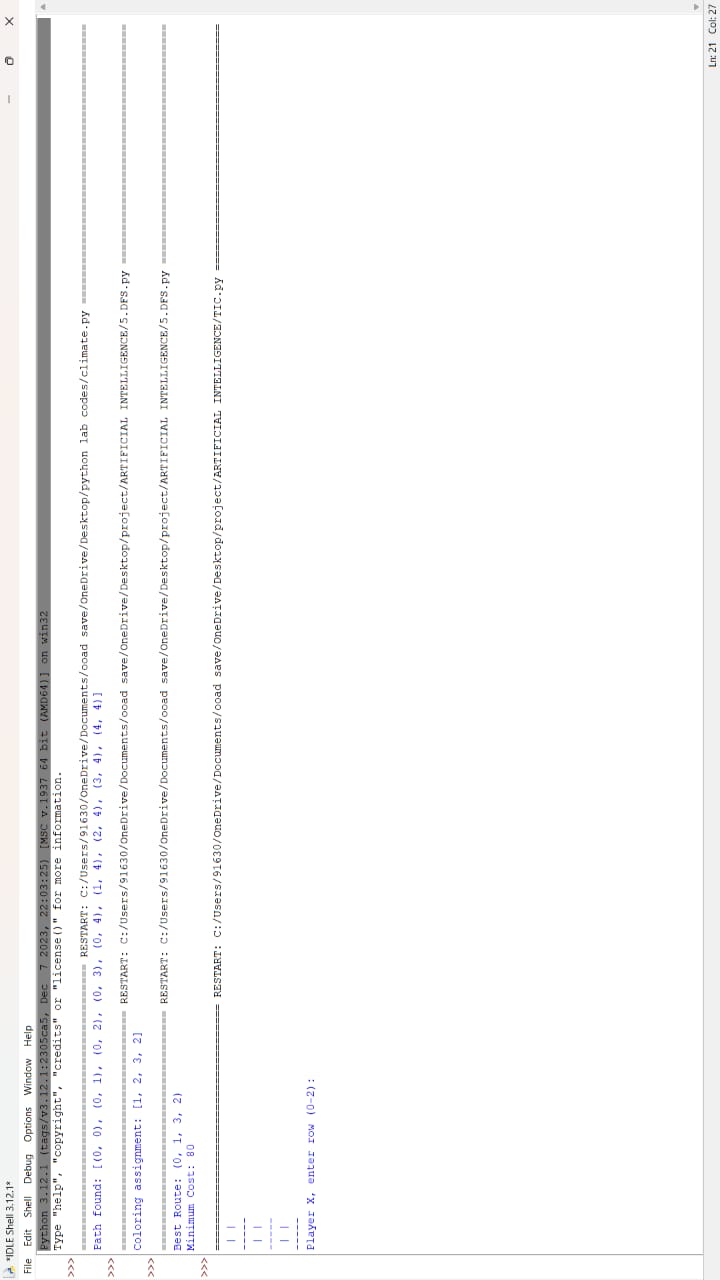 *IDLE Shell 3.12.1*
File Edit Shell Debug Options Window Help
Python 3.12.1 (tags/v3.12.1:2305ca5, Dec  7 2023, 22:03:25) [MSC v.1937 64 bit (AMD64)] on win32
Type "help", "copyright", "credits" or "license()" for more information.
>>>
======================= RESTART: C:/Users/91630/OneDrive/Documents/ooad save/OneDrive/Desktop/python lab codes/climate.py =======================
Path found: [(0, 0), (0, 1), (0, 2), (0, 3), (0, 4), (1, 4), (2, 4), (3, 4), (4, 4)]
>>>
==================== RESTART: C:/Users/91630/OneDrive/Documents/ooad save/OneDrive/Desktop/project/ARTIFICIAL INTELLIGENCE/5.DFS.py ====================
Coloring assignment: [1, 2, 3, 2]
>>>
==================== RESTART: C:/Users/91630/OneDrive/Documents/ooad save/OneDrive/Desktop/project/ARTIFICIAL INTELLIGENCE/5.DFS.py ====================
Best Route: (0, 1, 3, 2)
Minimum Cost: 80
>>>
==================== RESTART: C:/Users/91630/OneDrive/Documents/ooad save/OneDrive/Desktop/project/ARTIFICIAL INTELLIGENCE/TIC.py ====================
 | | 
-----
 | | 
-----
 | | 
-----
Player X, enter row (0-2):
Ln: 21 Col: 27